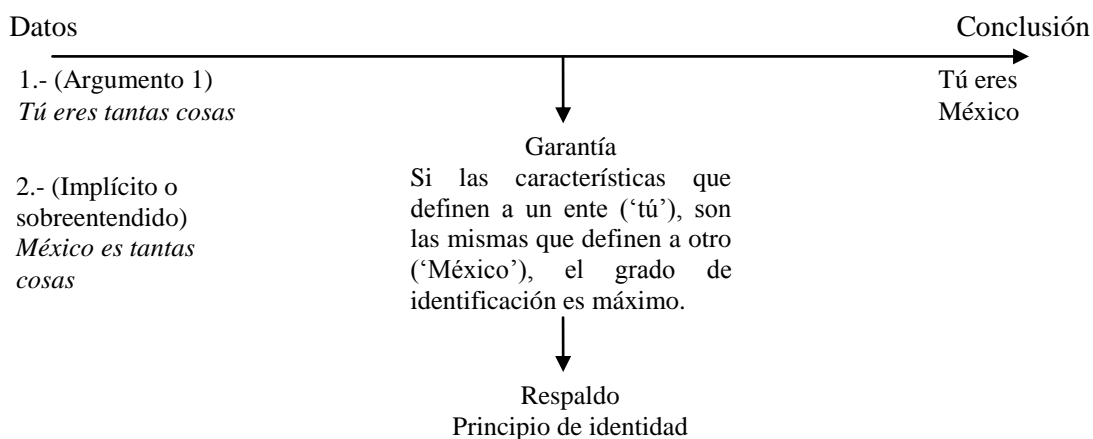 Datos
Conclusión
1.- (Argumento 1)
Tú eres tantas cosas
Tú eres
México
2.- (Implícito o
sobreentendido)
México es tantas
cosas
Garantía
Si las características que
definen a un ente (‘tú’), son
las mismas que definen a otro
(‘México’), el grado de
identificación es máximo.
Respaldo
Principio de identidad